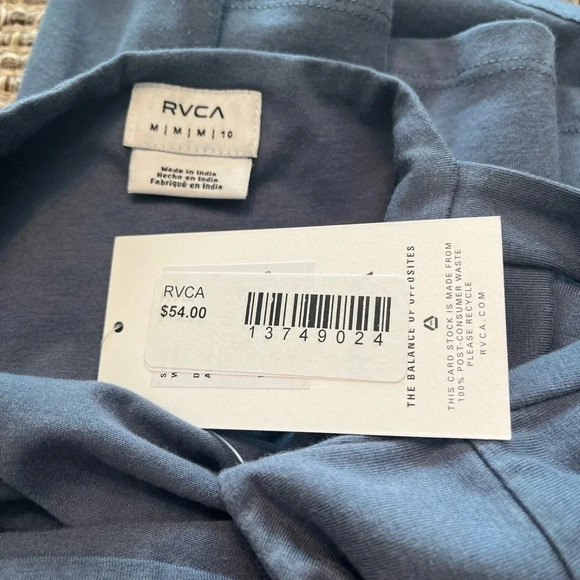 RVCA
M | M | M | 10
Made in India
Hecho en India
Fabriqué en India
RVCA
$54.00
13749024
THE BALANCE OF OPPOSITES
THIS CARD STOCK IS MADE FROM
100% POST-CONSUMER WASTE
PLEASE RECYCLE
RVCA.COM